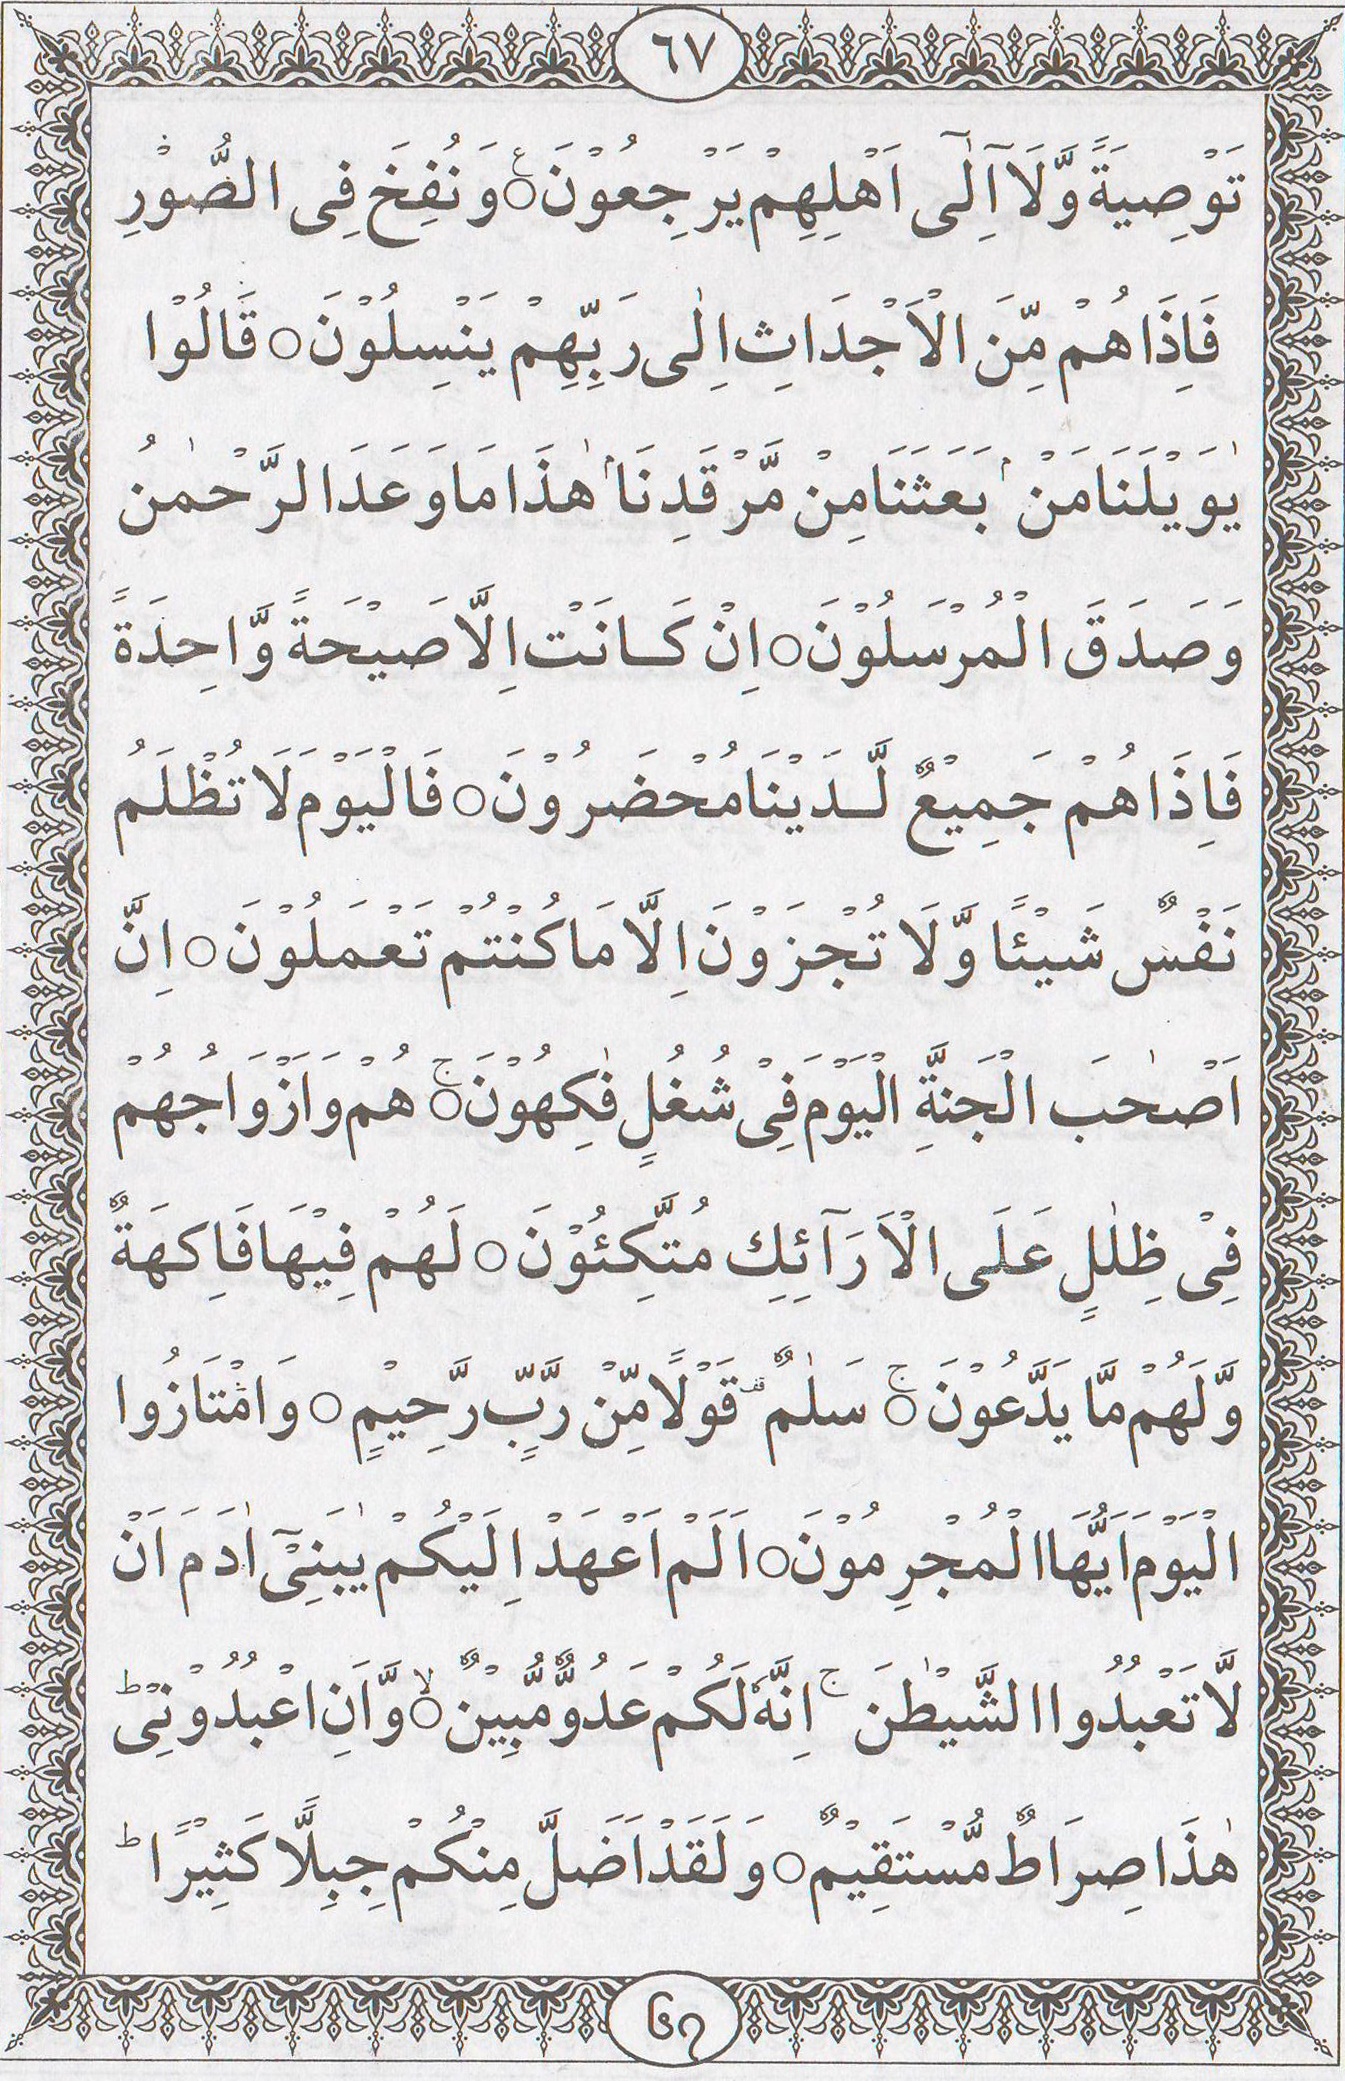 ٦٧
تَوْصِيَةً وَّلَآ اِلٰٓى اَهْلِهِمْ يَرْجِعُوْنَ ۝ؑ وَ نُفِخَ فِى الصُّوْرِ
فَاِذَا هُمْ مِّنَ الْاَجْدَاثِ اِلٰى رَبِّهِمْ يَنْسِلُوْنَ ۝ قَالُوْا
يٰوَيْلَنَا مَنْۢ بَعَثَنَا مِنْ مَّرْقَدِنَاۘ هٰذَا مَا وَعَدَ الرَّحْمٰنُ
وَ صَدَقَ الْمُرْسَلُوْنَ ۝ اِنْ كَانَتْ اِلَّا صَيْحَةً وَّاحِدَةً
فَاِذَا هُمْ جَمِيْعٌ لَّدَيْنَا مُحْضَرُوْنَ ۝ فَالْيَوْمَ لَا تُظْلَمُ
نَفْسٌ شَيْـًٔا وَّلَا تُجْزَوْنَ اِلَّا مَا كُنْتُمْ تَعْمَلُوْنَ ۝ اِنَّ
اَصْحٰبَ الْجَنَّةِ الْيَوْمَ فِىْ شُغُلٍ فٰكِهُوْنَ ۝ۚ هُمْ وَاَزْوَاجُهُمْ
فِىْ ظِلٰلٍ عَلَى الْاَرَآئِكِ مُتَّكِئُوْنَ ۝ لَهُمْ فِيْهَا فَاكِهَةٌ
وَّلَهُمْ مَّا يَدَّعُوْنَ ۝ۚ سَلٰمٌ قف قَوْلًا مِّنْ رَّبٍّ رَّحِيْمٍ ۝ وَامْتَازُوا
الْيَوْمَ اَيُّهَا الْمُجْرِمُوْنَ ۝ اَلَمْ اَعْهَدْ اِلَيْكُمْ يٰبَنِىْٓ اٰدَمَ اَنْ
لَّا تَعْبُدُوا الشَّيْطٰنَ ۚ اِنَّهٗ لَكُمْ عَدُوٌّ مُّبِيْنٌ ۝ۙ وَّاَنِ اعْبُدُوْنِىْ ؕ
هٰذَا صِرَاطٌ مُّسْتَقِيْمٌ ۝ وَ لَقَدْ اَضَلَّ مِنْكُمْ جِبِلًّا كَثِيْرًا ؕ